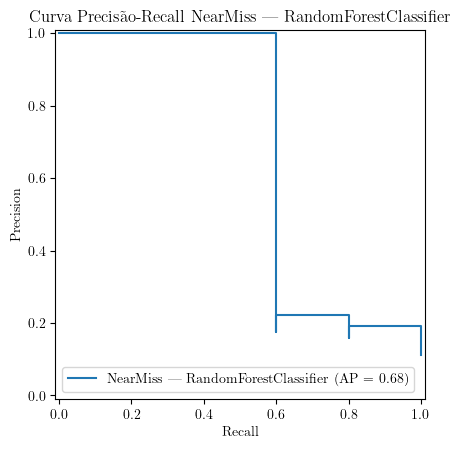 Curva Precisão-Recall NearMiss — RandomForestClassifier
1.0
0.8
0.6
0.4
0.2
0.0
Precision
NearMiss — RandomForestClassifier (AP = 0.68)
0.0 0.2 0.4 0.6 0.8 1.0
Recall